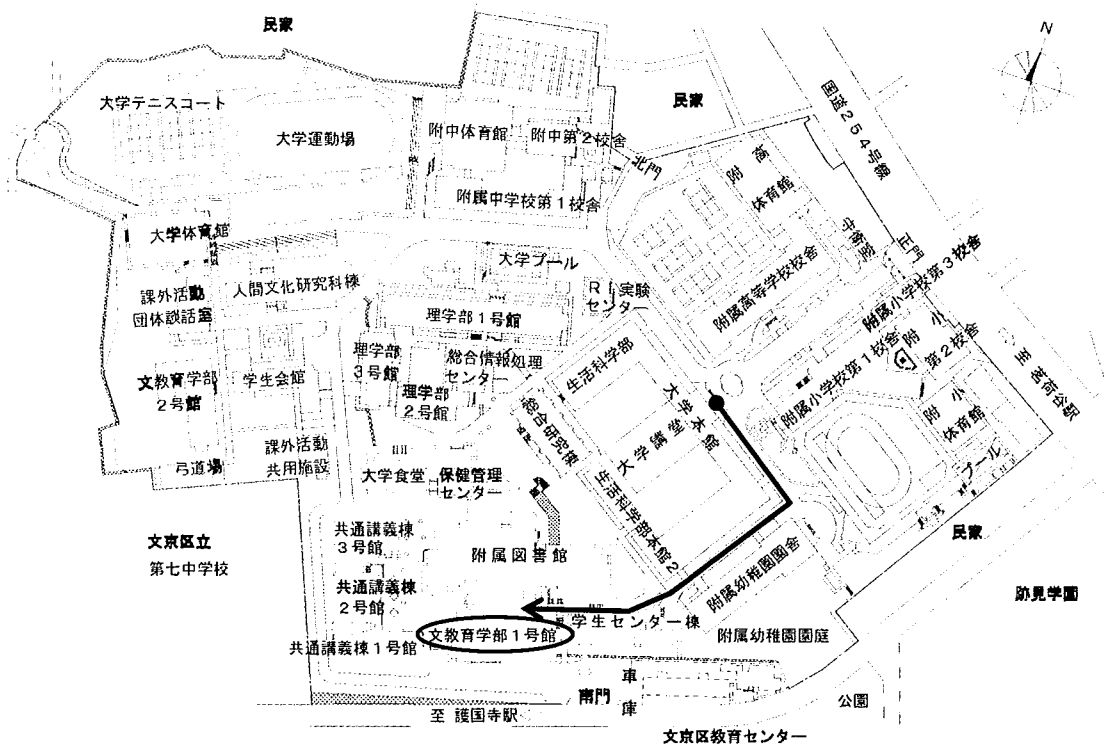 民家
N
大学テニスコート
大学運動場
附中体育館
附中第2校舎
民家
国道254号線
北門
附高
体育館
附属中学校第1校舎
守衛室
正門
大学体育館
大学プール
附属高等学校校舎
附属小学校第3校舎
課外活動
団体談話室
人間文化研究科棟
RI実験
センター
理学部1号館
附属小学校第1校舎
附小
第2校舎
至 茗荷谷駅
理学部
3号館
総合情報処理
センター
生活科学部
大学本館
文教育学部
2号館
学生会館
理学部
2号館
総合研究棟
大学講堂
附小
体育館
課外活動
共用施設
弓道場
大学食堂
保健管理
センター
生活科学部本館2
プール
文京区立
第七中学校
共通講義棟
3号館
附属図書館
附属幼稚園園舎
民家
共通講義棟
2号館
跡見学園
学生センター棟
文教育学部1号館
附属幼稚園園庭
共通講義棟1号館
南門
車庫
公園
至 護国寺駅
文京区教育センター